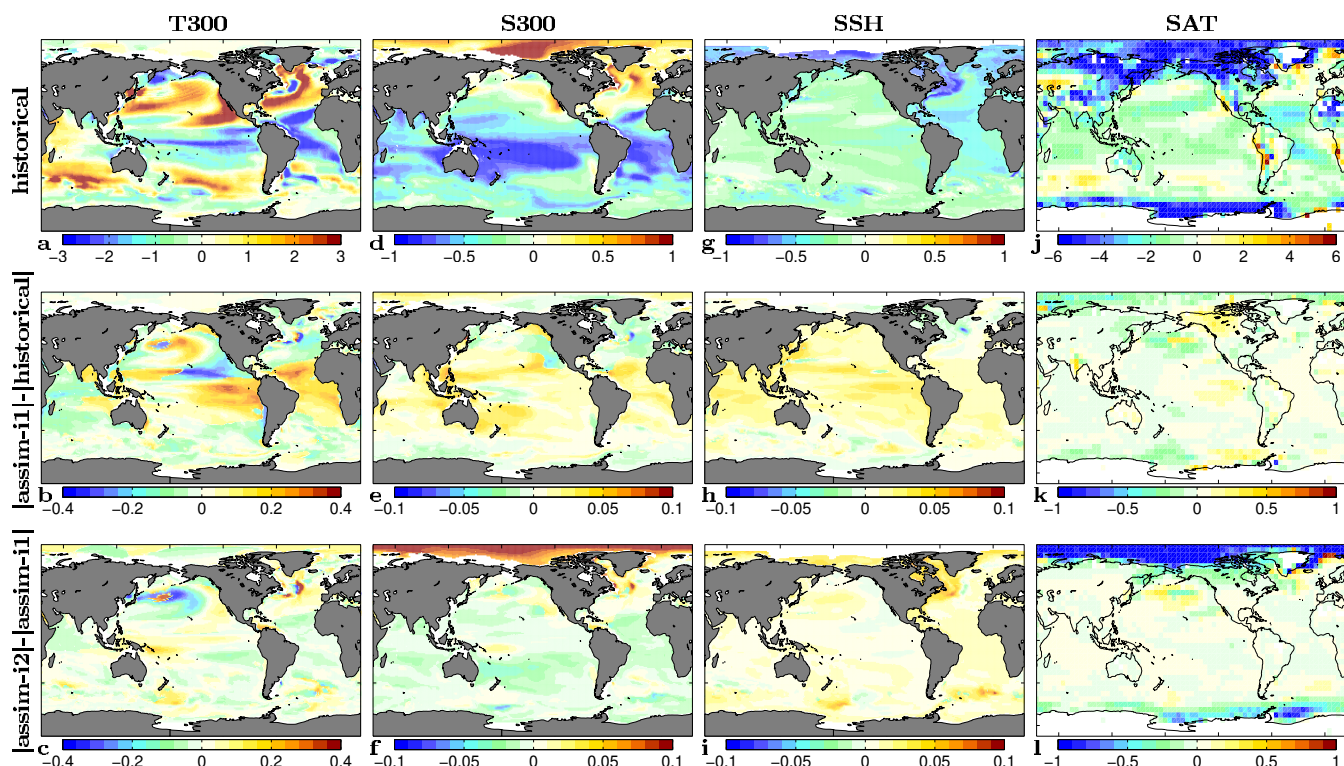 T300 S300 SSH SAT
historical
a −3 −2 −1 0 1 2 3 d −1 −0.5 0 0.5 1 g −1 −0.5 0 0.5 1 j −6 −4 −2 0 2 4 6
|assim-i1|-|historical|
b −0.4 −0.2 0 0.2 0.4 e −0.1 −0.05 0 0.05 0.1 h −0.1 −0.05 0 0.05 0.1 k −1 −0.5 0 0.5 1
|assim-i2|-|assim-i1|
c −0.4 −0.2 0 0.2 0.4 f −0.1 −0.05 0 0.05 0.1 i −0.1 −0.05 0 0.05 0.1 l −1 −0.5 0 0.5 1